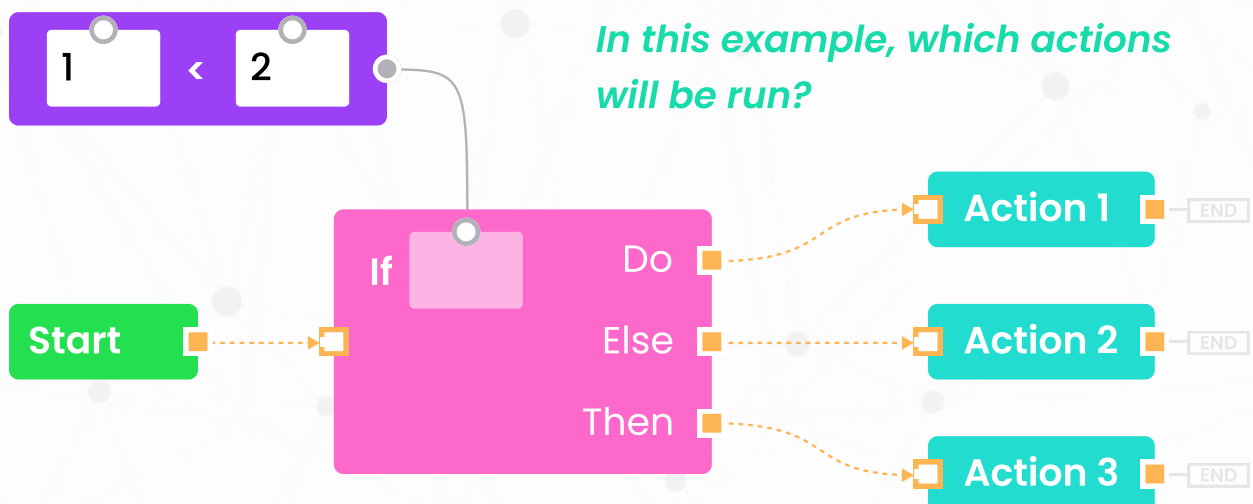 1 < 2
In this example, which actions
will be run?
Action 1
END
If
Do
Start
Else
Action 2
END
Then
Action 3
END